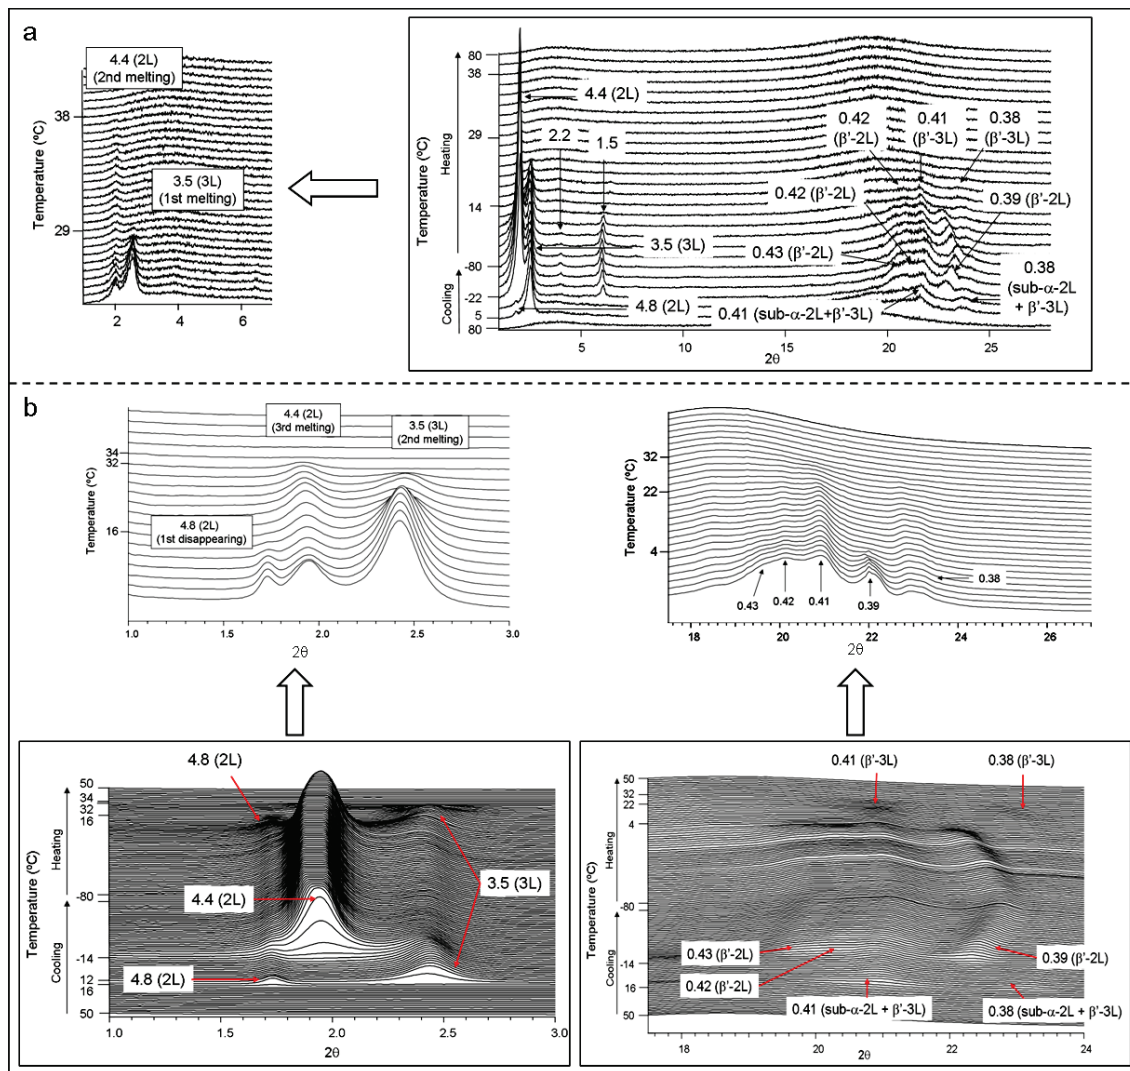 a
4.4 (2L)
(2nd melting)
38
29
Temperature (ºC)
3.5 (3L)
(1st melting)
2
4
6
80
38
29
14
-80
-22
5
80
Heating
Cooling
Temperature (ºC)
4.4 (2L)
2.2
1.5
3.5 (3L)
4.8 (2L)
0.42
(β'-2L)
0.41
(β'-3L)
0.38
(β'-3L)
0.42 (β'-2L)
0.39 (β'-2L)
0.43 (β'-2L)
0.38
(sub-α-2L
+ β'-3L)
0.41 (sub-α-2L+β'-3L)
5
10
15
20
25
2θ
b
4.4 (2L)
(3rd melting)
3.5 (3L)
(2nd melting)
34
32
16
Temperature (ºC)
4.8 (2L)
(1st disappearing)
1.0
1.5
2.0
2.5
3.0
2θ
32
22
4
Temperature (ºC)
0.43
0.42
0.41
0.39
0.38
18
20
22
24
26
2θ
4.8 (2L)
50
34
32
16
-80
-14
12
16
50
Heating
Cooling
Temperature (ºC)
4.4 (2L)
3.5 (3L)
4.8 (2L)
1.0
1.5
2.0
2.5
3.0
2θ
0.41 (β'-3L)
0.38 (β'-3L)
50
32
22
4
-80
-14
16
50
Heating
Cooling
Temperature (ºC)
0.43 (β'-2L)
0.39 (β'-2L)
0.42 (β'-2L)
0.41 (sub-α-2L + β'-3L)
0.38 (sub-α-2L + β'-3L)
18
20
22
24
2θ